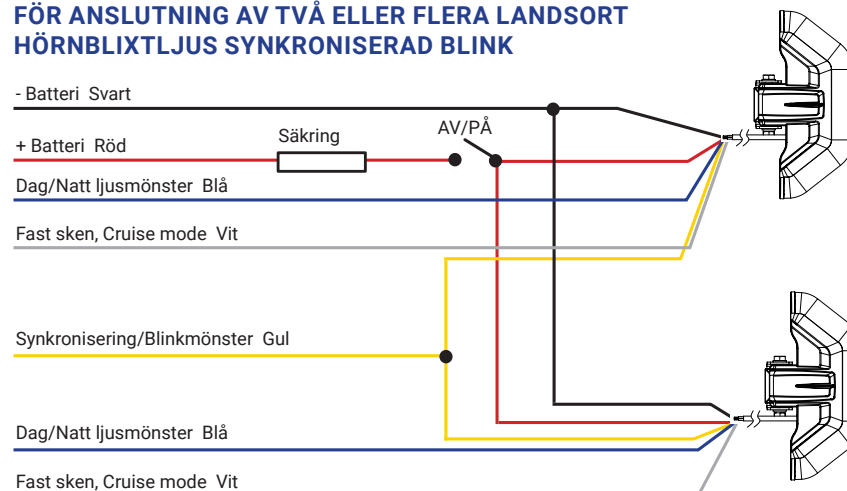 FÖR ANSLUTNING AV TVÅ ELLER FLERA LANDSORT
HÖRNBLIXTLJUS SYNKRONISERAD BLINK
- Batteri Svart
+ Batteri Röd
Säkring
AV/PÅ
Dag/Natt ljusmönster Blå
Fast sken, Cruise mode Vit
Synkronisering/Blinkmönster Gul
Dag/Natt ljusmönster Blå
Fast sken, Cruise mode Vit